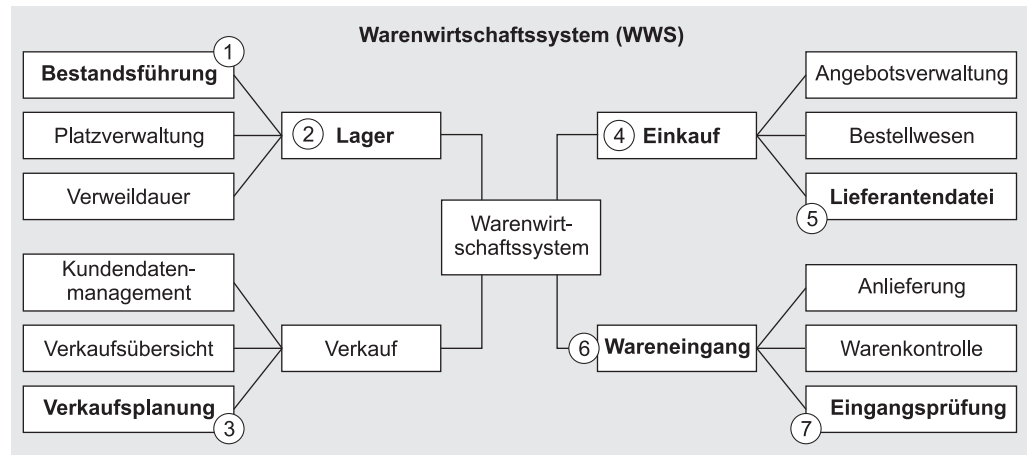 Warenwirtschaftssystem (WWS)
1
Bestandsführung
Platzverwaltung
Verweildauer
2 Lager
Kundendaten-
management
Verkaufsübersicht
Verkaufsplanung
3
Verkauf
Warenwirt-
schaftssystem
4 Einkauf
Angebotsverwaltung
Bestellwesen
Lieferantendatei
5
6 Wareneingang
Anlieferung
Warenkontrolle
Eingangsprüfung
7